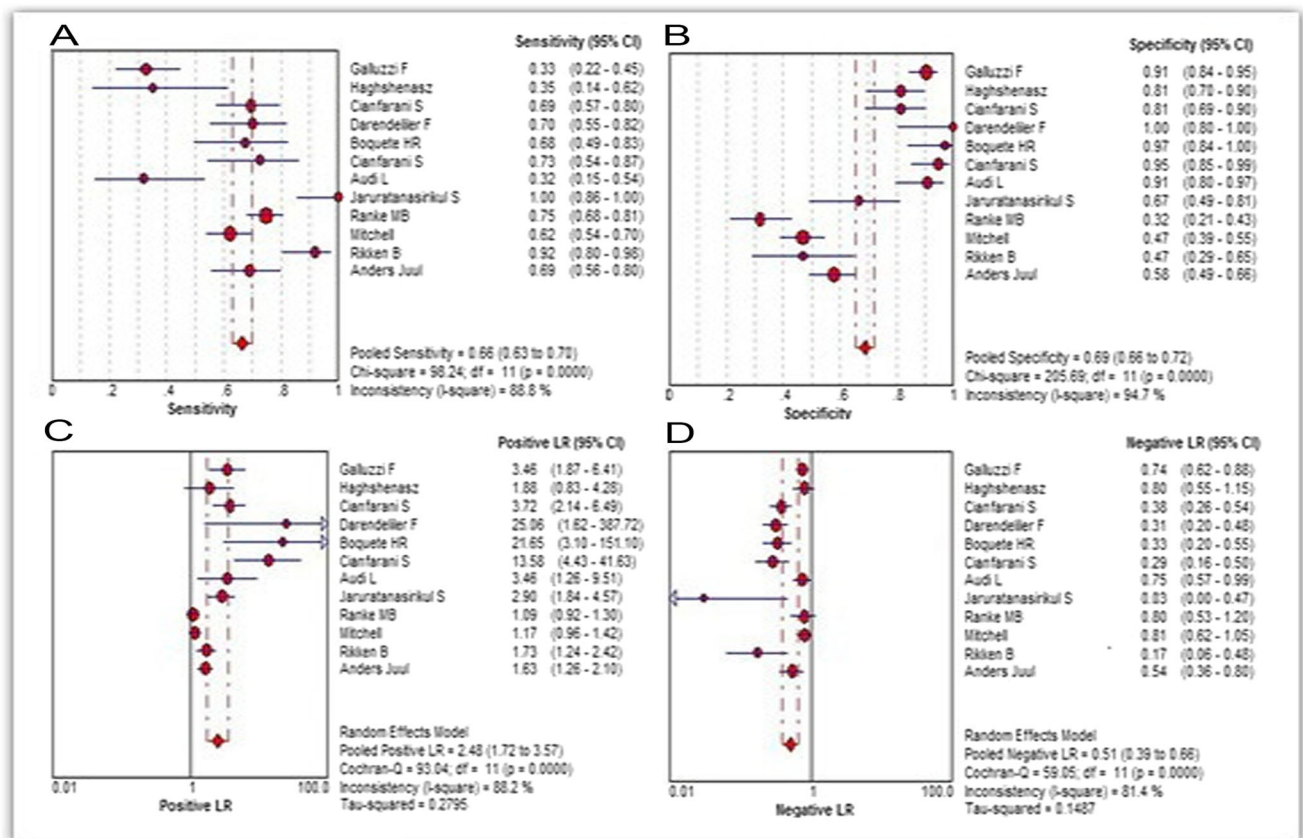 A
Sensitivity (95% CI)
Galluzzi F 0.33 (0.22 - 0.45)
Haghshenasz 0.35 (0.14 - 0.62)
Cianfarani S 0.69 (0.57 - 0.80)
Darendeliler F 0.70 (0.55 - 0.82)
Boquete HR 0.68 (0.49 - 0.83)
Cianfarani S 0.73 (0.54 - 0.87)
Audi L 0.32 (0.15 - 0.54)
Jaruratanasirikul S 1.00 (0.86 - 1.00)
Ranke MB 0.75 (0.68 - 0.81)
Mitchell 0.62 (0.54 - 0.70)
Rikken B 0.92 (0.80 - 0.98)
Anders Juul 0.69 (0.56 - 0.80)
Pooled Sensitivity = 0.66 (0.63 to 0.70)
Chi-square = 98.24; df = 11 (p = 0.0000)
Inconsistency (I-square) = 88.8 %
0 .2 .4 .6 .8 1
Sensitivity
B
Specificity (95% CI)
Galluzzi F 0.91 (0.84 - 0.95)
Haghshenasz 0.81 (0.70 - 0.90)
Cianfarani S 0.81 (0.69 - 0.90)
Darendeliler F 1.00 (0.80 - 1.00)
Boquete HR 0.97 (0.84 - 1.00)
Cianfarani S 0.95 (0.85 - 0.99)
Audi L 0.91 (0.80 - 0.97)
Jaruratanasirikul S 0.67 (0.49 - 0.81)
Ranke MB 0.32 (0.21 - 0.43)
Mitchell 0.47 (0.39 - 0.55)
Rikken B 0.47 (0.29 - 0.65)
Anders Juul 0.58 (0.49 - 0.66)
Pooled Specificity = 0.69 (0.66 to 0.72)
Chi-square = 205.69; df = 11 (p = 0.0000)
Inconsistency (I-square) = 94.7 %
0 .2 .4 .6 .8 1
Specificity
C
Positive LR (95% CI)
Galluzzi F 3.46 (1.87 - 6.41)
Haghshenasz 1.88 (0.83 - 4.28)
Cianfarani S 3.72 (2.14 - 6.49)
Darendeliler F 25.06 (1.62 - 387.72)
Boquete HR 21.65 (3.10 - 151.10)
Cianfarani S 13.58 (4.43 - 41.63)
Audi L 3.46 (1.26 - 9.51)
Jaruratanasirikul S 2.90 (1.84 - 4.57)
Ranke MB 1.09 (0.92 - 1.30)
Mitchell 1.17 (0.96 - 1.42)
Rikken B 1.73 (1.24 - 2.42)
Anders Juul 1.63 (1.26 - 2.10)
Random Effects Model
Pooled Positive LR = 2.48 (1.72 to 3.57)
Cochran-Q = 93.04; df = 11 (p = 0.0000)
Inconsistency (I-square) = 88.2 %
Tau-squared = 0.2795
0.01 1 100.0
Positive LR
D
Negative LR (95% CI)
Galluzzi F 0.74 (0.62 - 0.88)
Haghshenasz 0.80 (0.55 - 1.15)
Cianfarani S 0.38 (0.26 - 0.54)
Darendeliler F 0.31 (0.20 - 0.48)
Boquete HR 0.33 (0.20 - 0.55)
Cianfarani S 0.29 (0.16 - 0.50)
Audi L 0.75 (0.57 - 0.99)
Jaruratanasirikul S 0.03 (0.00 - 0.47)
Ranke MB 0.80 (0.53 - 1.20)
Mitchell 0.81 (0.62 - 1.05)
Rikken B 0.17 (0.06 - 0.48)
Anders Juul 0.54 (0.36 - 0.80)
Random Effects Model
Pooled Negative LR = 0.51 (0.39 to 0.66)
Cochran-Q = 59.05; df = 11 (p = 0.0000)
Inconsistency (I-square) = 81.4 %
Tau-squared = 0.1487
0.01 1 100.0
Negative LR